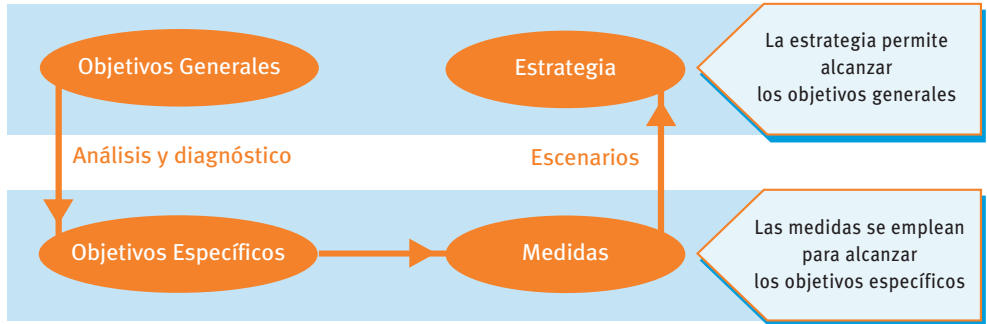 Objetivos Generales
Estrategia
La estrategia permite
alcanzar
los objetivos generales
Análisis y diagnóstico
Escenarios
Objetivos Específicos
Medidas
Las medidas se emplean
para alcanzar
los objetivos específicos